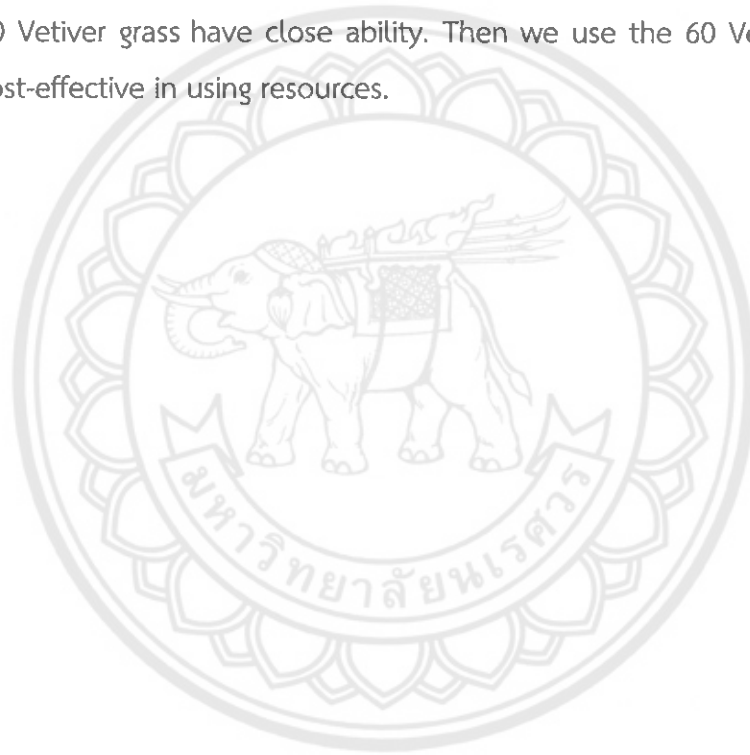 Vetiver grass have close ability. Then we use the 60
ost-effective in using resources.
มหาวิทยาลัยนเรศวร